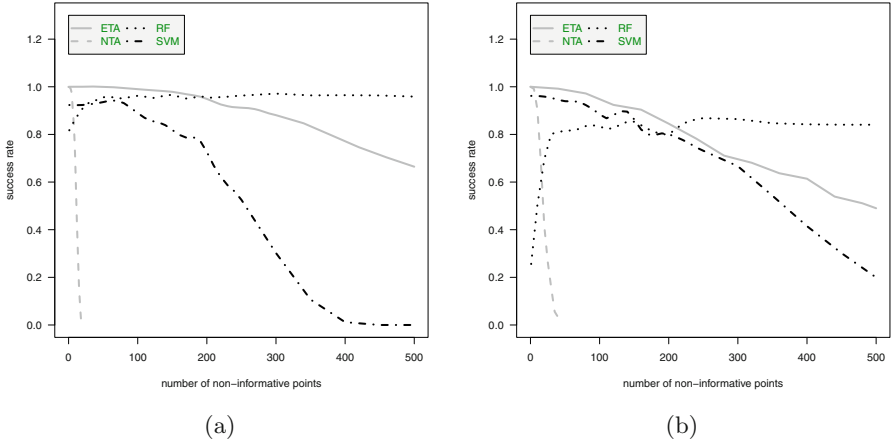 ETA RF
NTA SVM
1.2
1.0
0.8
0.6
0.4
0.2
0.0
success rate
0 100 200 300 400 500
number of non−informative points
(a)
ETA RF
NTA SVM
1.2
1.0
0.8
0.6
0.4
0.2
0.0
success rate
0 100 200 300 400 500
number of non−informative points
(b)